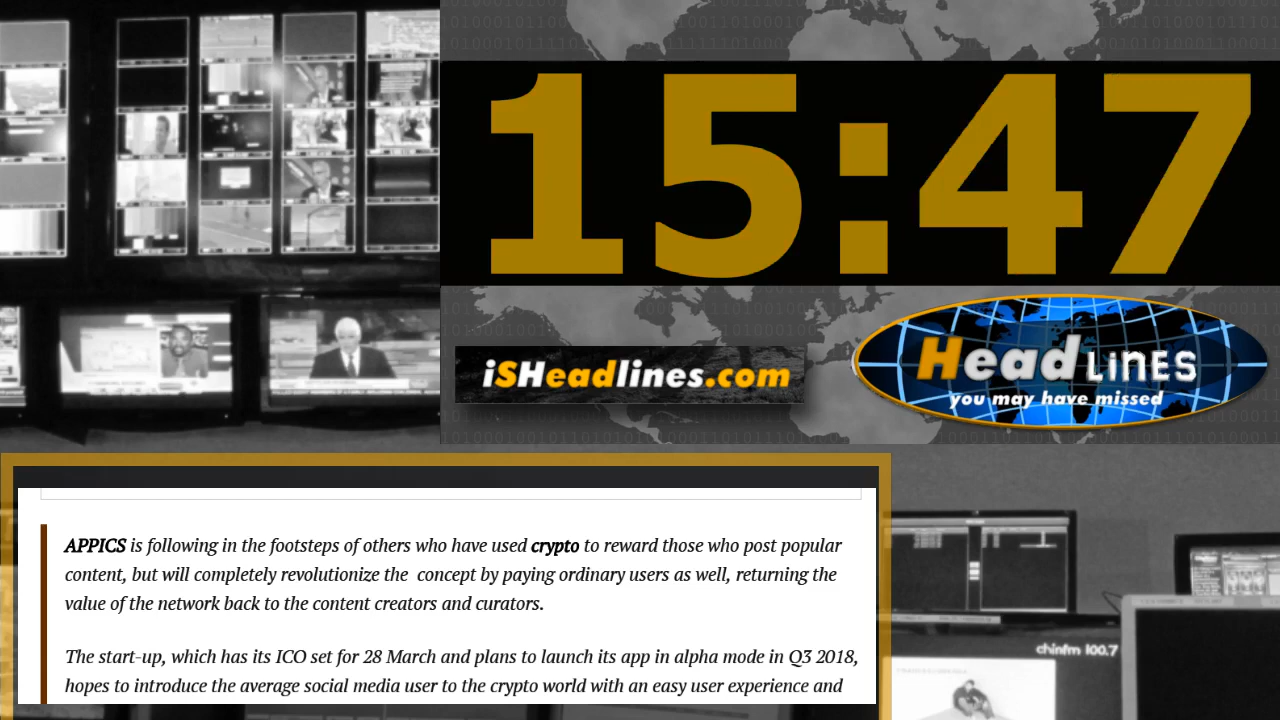 15:47
iSHeadlines.com
HeadLINES
you may have missed
APPICS is following in the footsteps of others who have used crypto to reward those who post popular
content, but will completely revolutionize the concept by paying ordinary users as well, returning the
value of the network back to the content creators and curators.
The start-up, which has its ICO set for 28 March and plans to launch its app in alpha mode in Q3 2018,
hopes to introduce the average social media user to the crypto world with an easy user experience and
chinfm 100.7